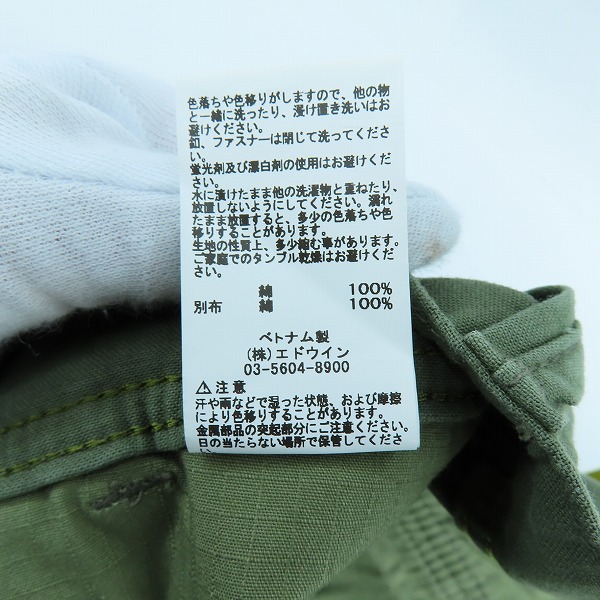 色落ちや色移りがしますので、他の物
と一緒に洗ったり、浸け置き洗いはお
避けください。
釦、ファスナーは閉じて洗ってくださ
い。
蛍光剤及び漂白剤の使用はお避けくだ
さい。
水に漬けたまま他の洗濯物と重ねたり、
放置しないようにしてください。濡れ
たまま放置すると、多少の色落ちや色
移りすることがあります。
生地の性質上、多少縮む事があります。
ご家庭でのタンブル乾燥はお避けくだ
さい。
綿 100%
別布 綿 100%
ベトナム製
(株)エドウイン
03-5604-8900
⚠注意
汗や雨などで湿った状態、および摩擦
により色移りすることがあります。
金属部品の突起部分にご注意ください。
日の当たらない場所で保管してくださ
い。